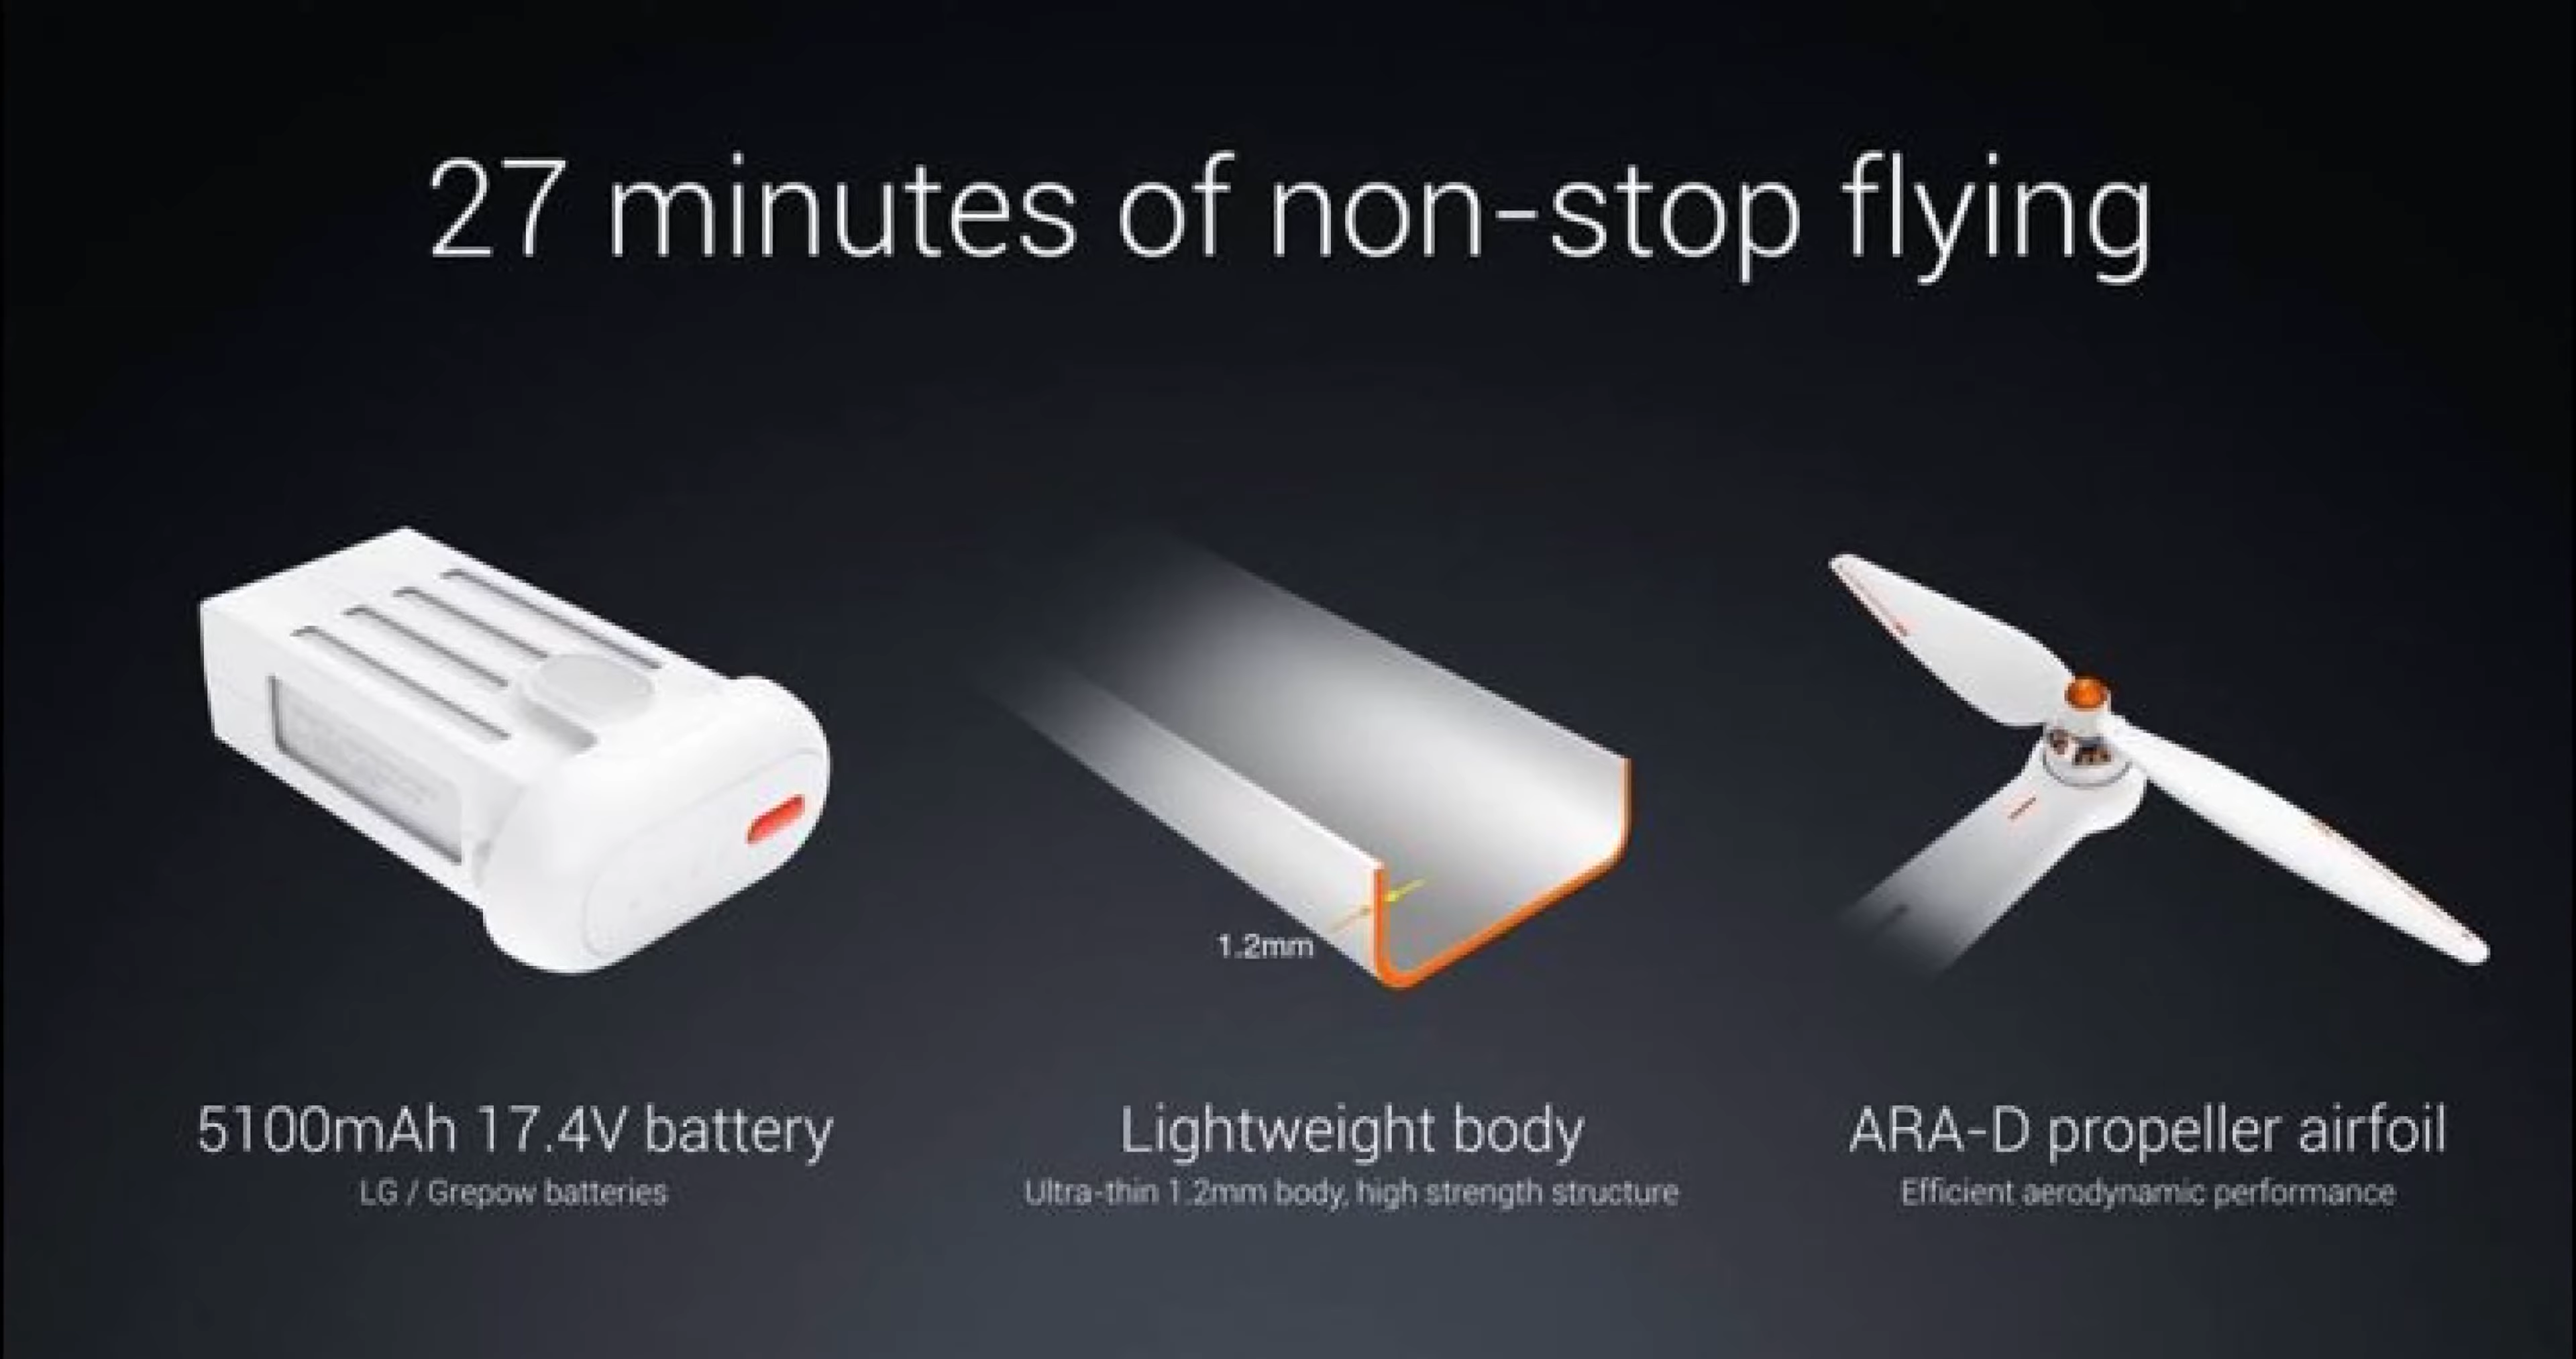 27 minutes of non-stop flying
1.2mm
5100mAh 17.4V battery
LG / Grepow batteries
Lightweight body
Ultra-thin 1.2mm body, high strength structure
ARA-D propeller airfoil
Efficient aerodynamic performance